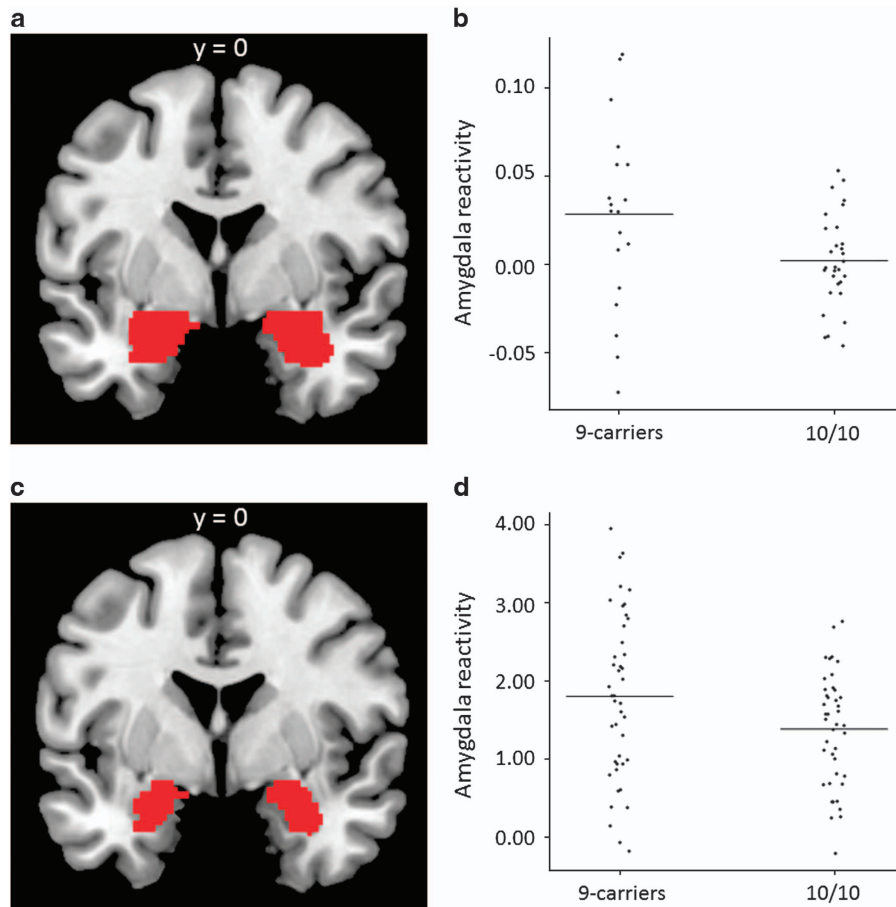 a
y = 0
b
Amygdala reactivity
0.10
0.05
0.00
-0.05
9-carriers 10/10
c
y = 0
d
Amygdala reactivity
4.00
3.00
2.00
1.00
0.00
9-carriers 10/10